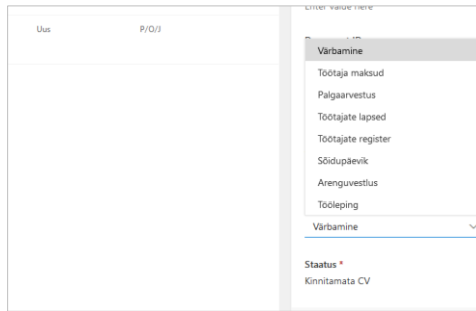 Enter value here
Uus P/O/J
Värbamine
Töötaja maksud
Palgaarvestus
Töötajate lapsed
Töötajate register
Sõidupäevik
Arenguvestlus
Tööleping
Värbamine
Staatus *
Kinnitamata CV